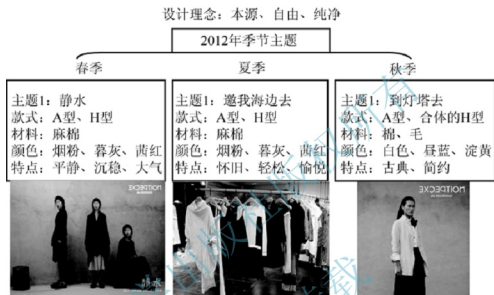 设计理念：本源、自由、纯净
2012年季节主题
春季
主题1：静水
款式：A型、H型
材料：麻棉
颜色：烟粉、暮灰、茜红
特点：平静、沉稳、大气
静水
夏季
主题1：邀我海边去
款式：A型、H型
材料：麻棉
颜色：烟粉、暮灰、茜红
特点：怀旧、轻松、愉悦
秋季
主题1：到灯塔去
款式：A型、合体的H型
材料：棉、毛
颜色：白色、昼蓝、淀黄
特点：古典、简约